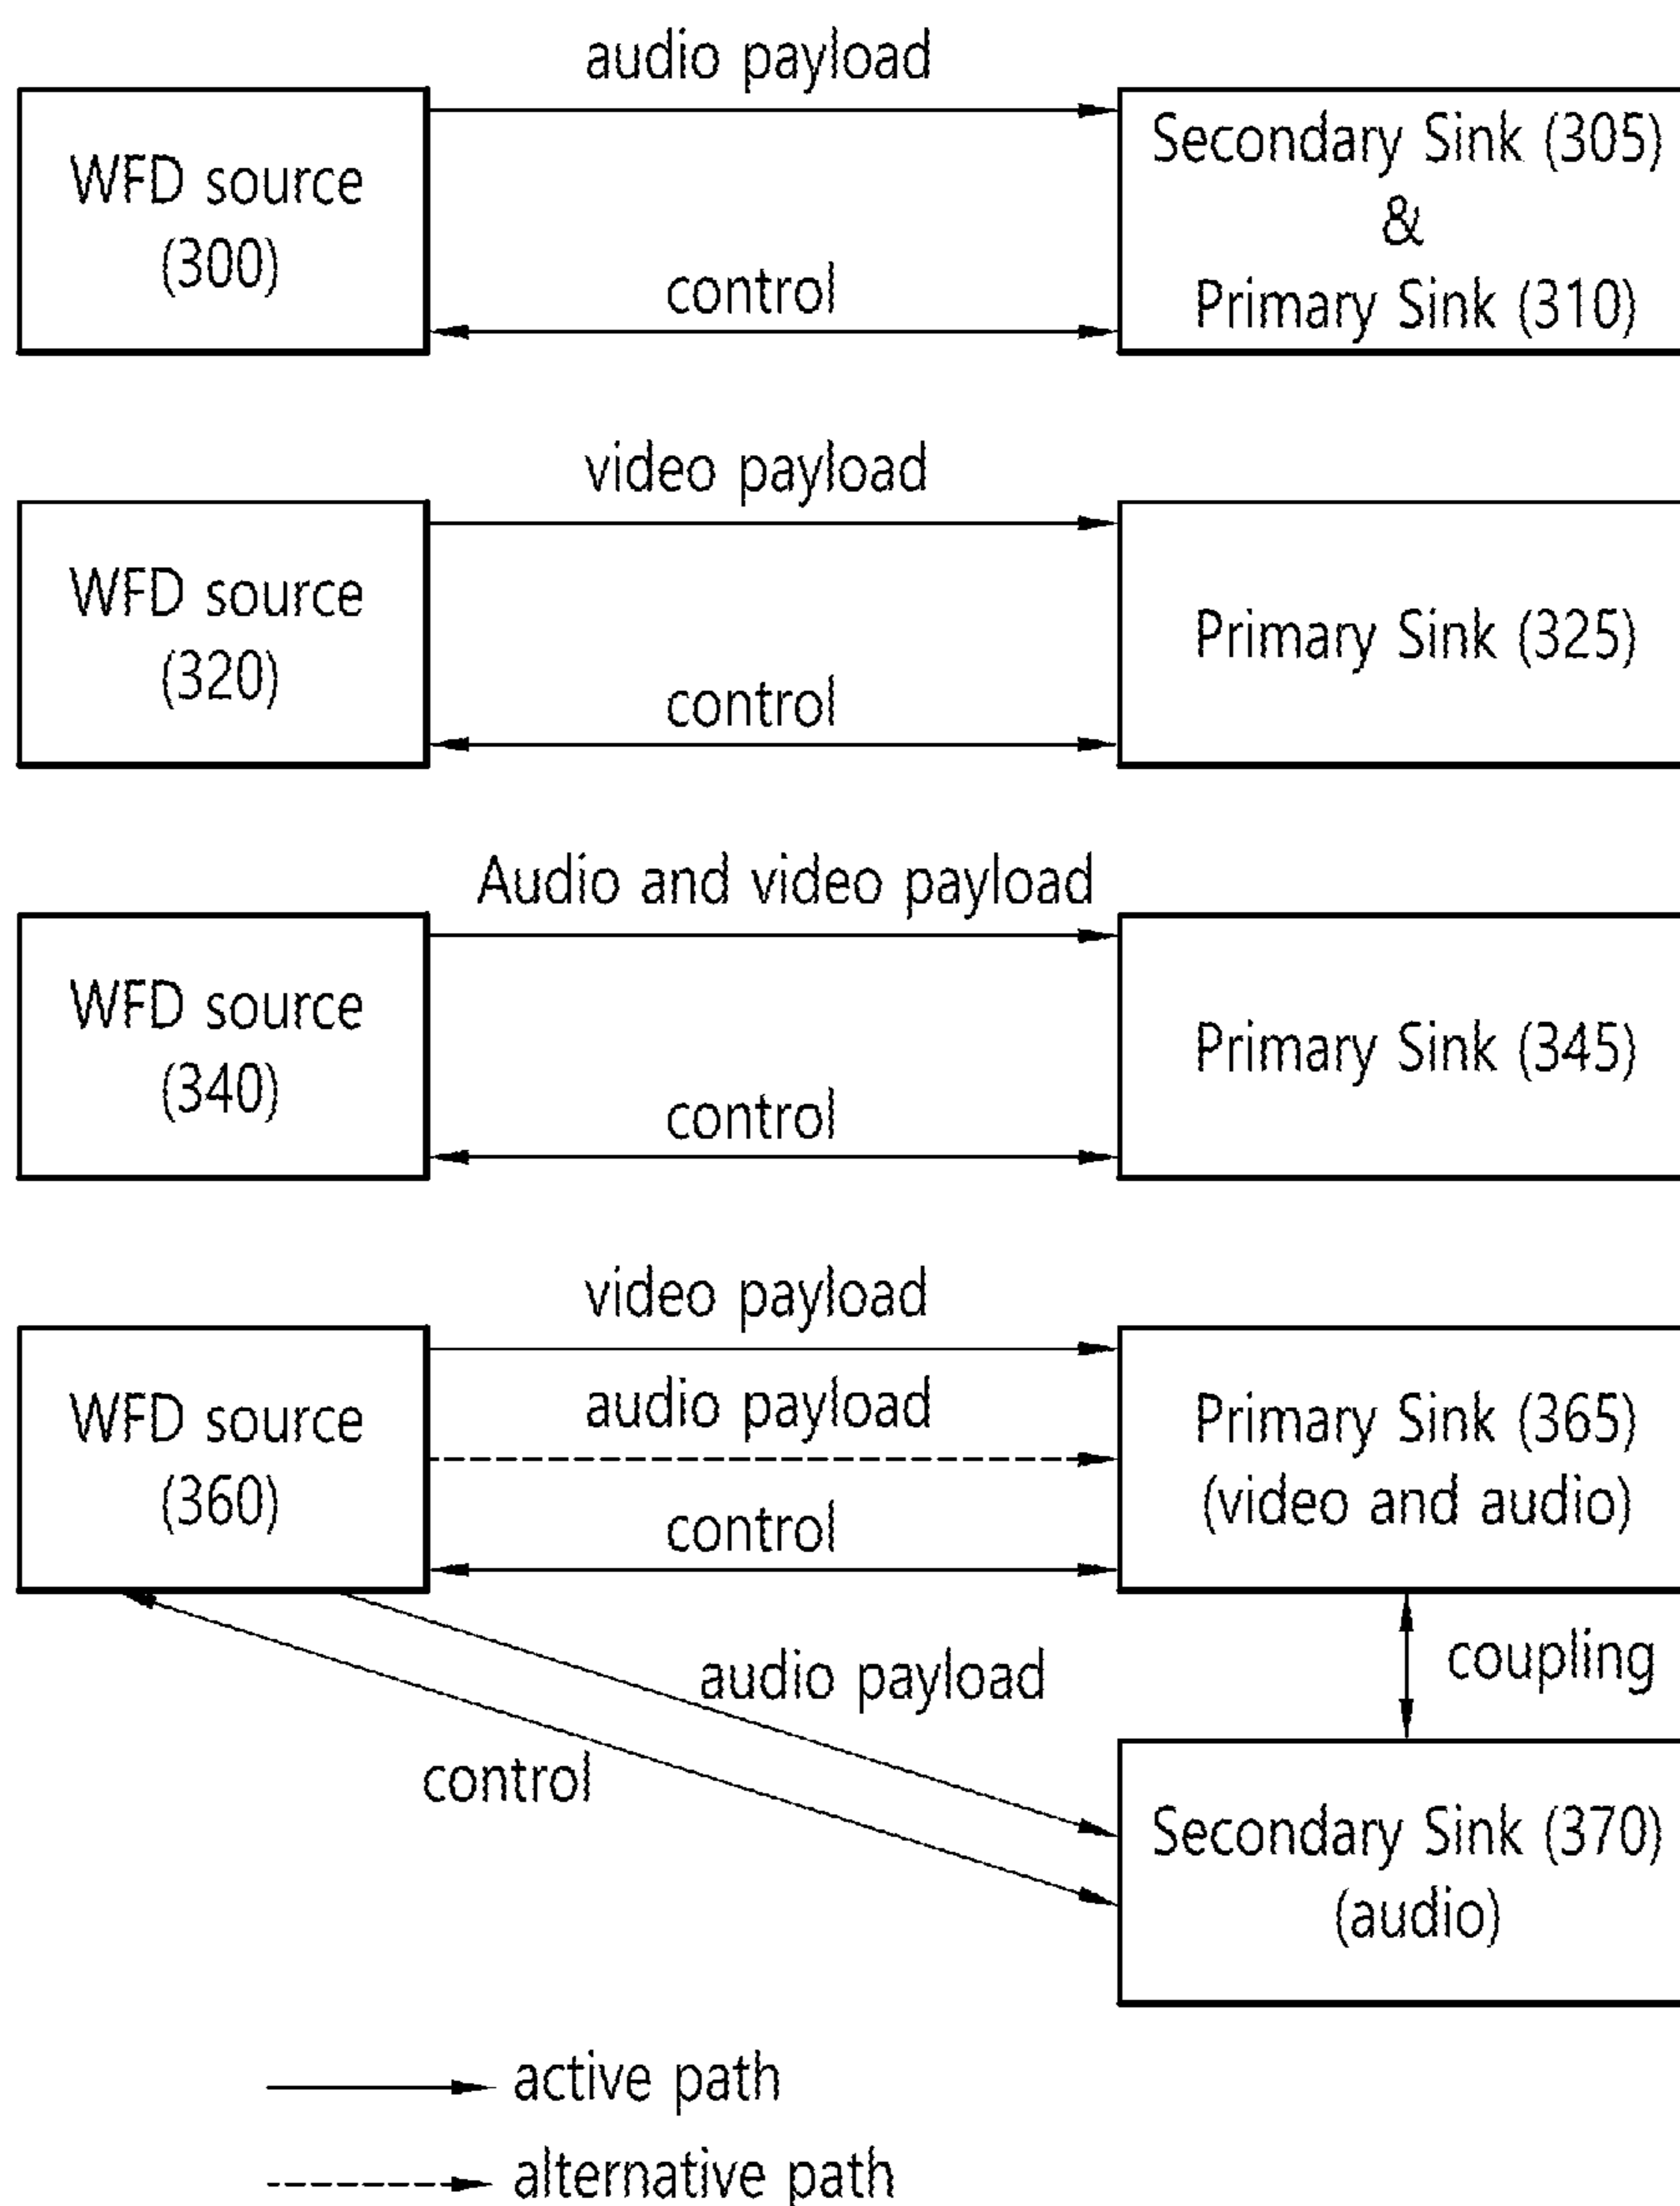 audio payload
WFD source
(300)
control
Secondary Sink (305)
&
Primary Sink (310)
video payload
WFD source
(320)
control
Primary Sink (325)
Audio and video payload
WFD source
(340)
control
Primary Sink (345)
video payload
WFD source
(360)
audio payload
control
Primary Sink (365)
(video and audio)
audio payload
control
coupling
Secondary Sink (370)
(audio)
active path
alternative path